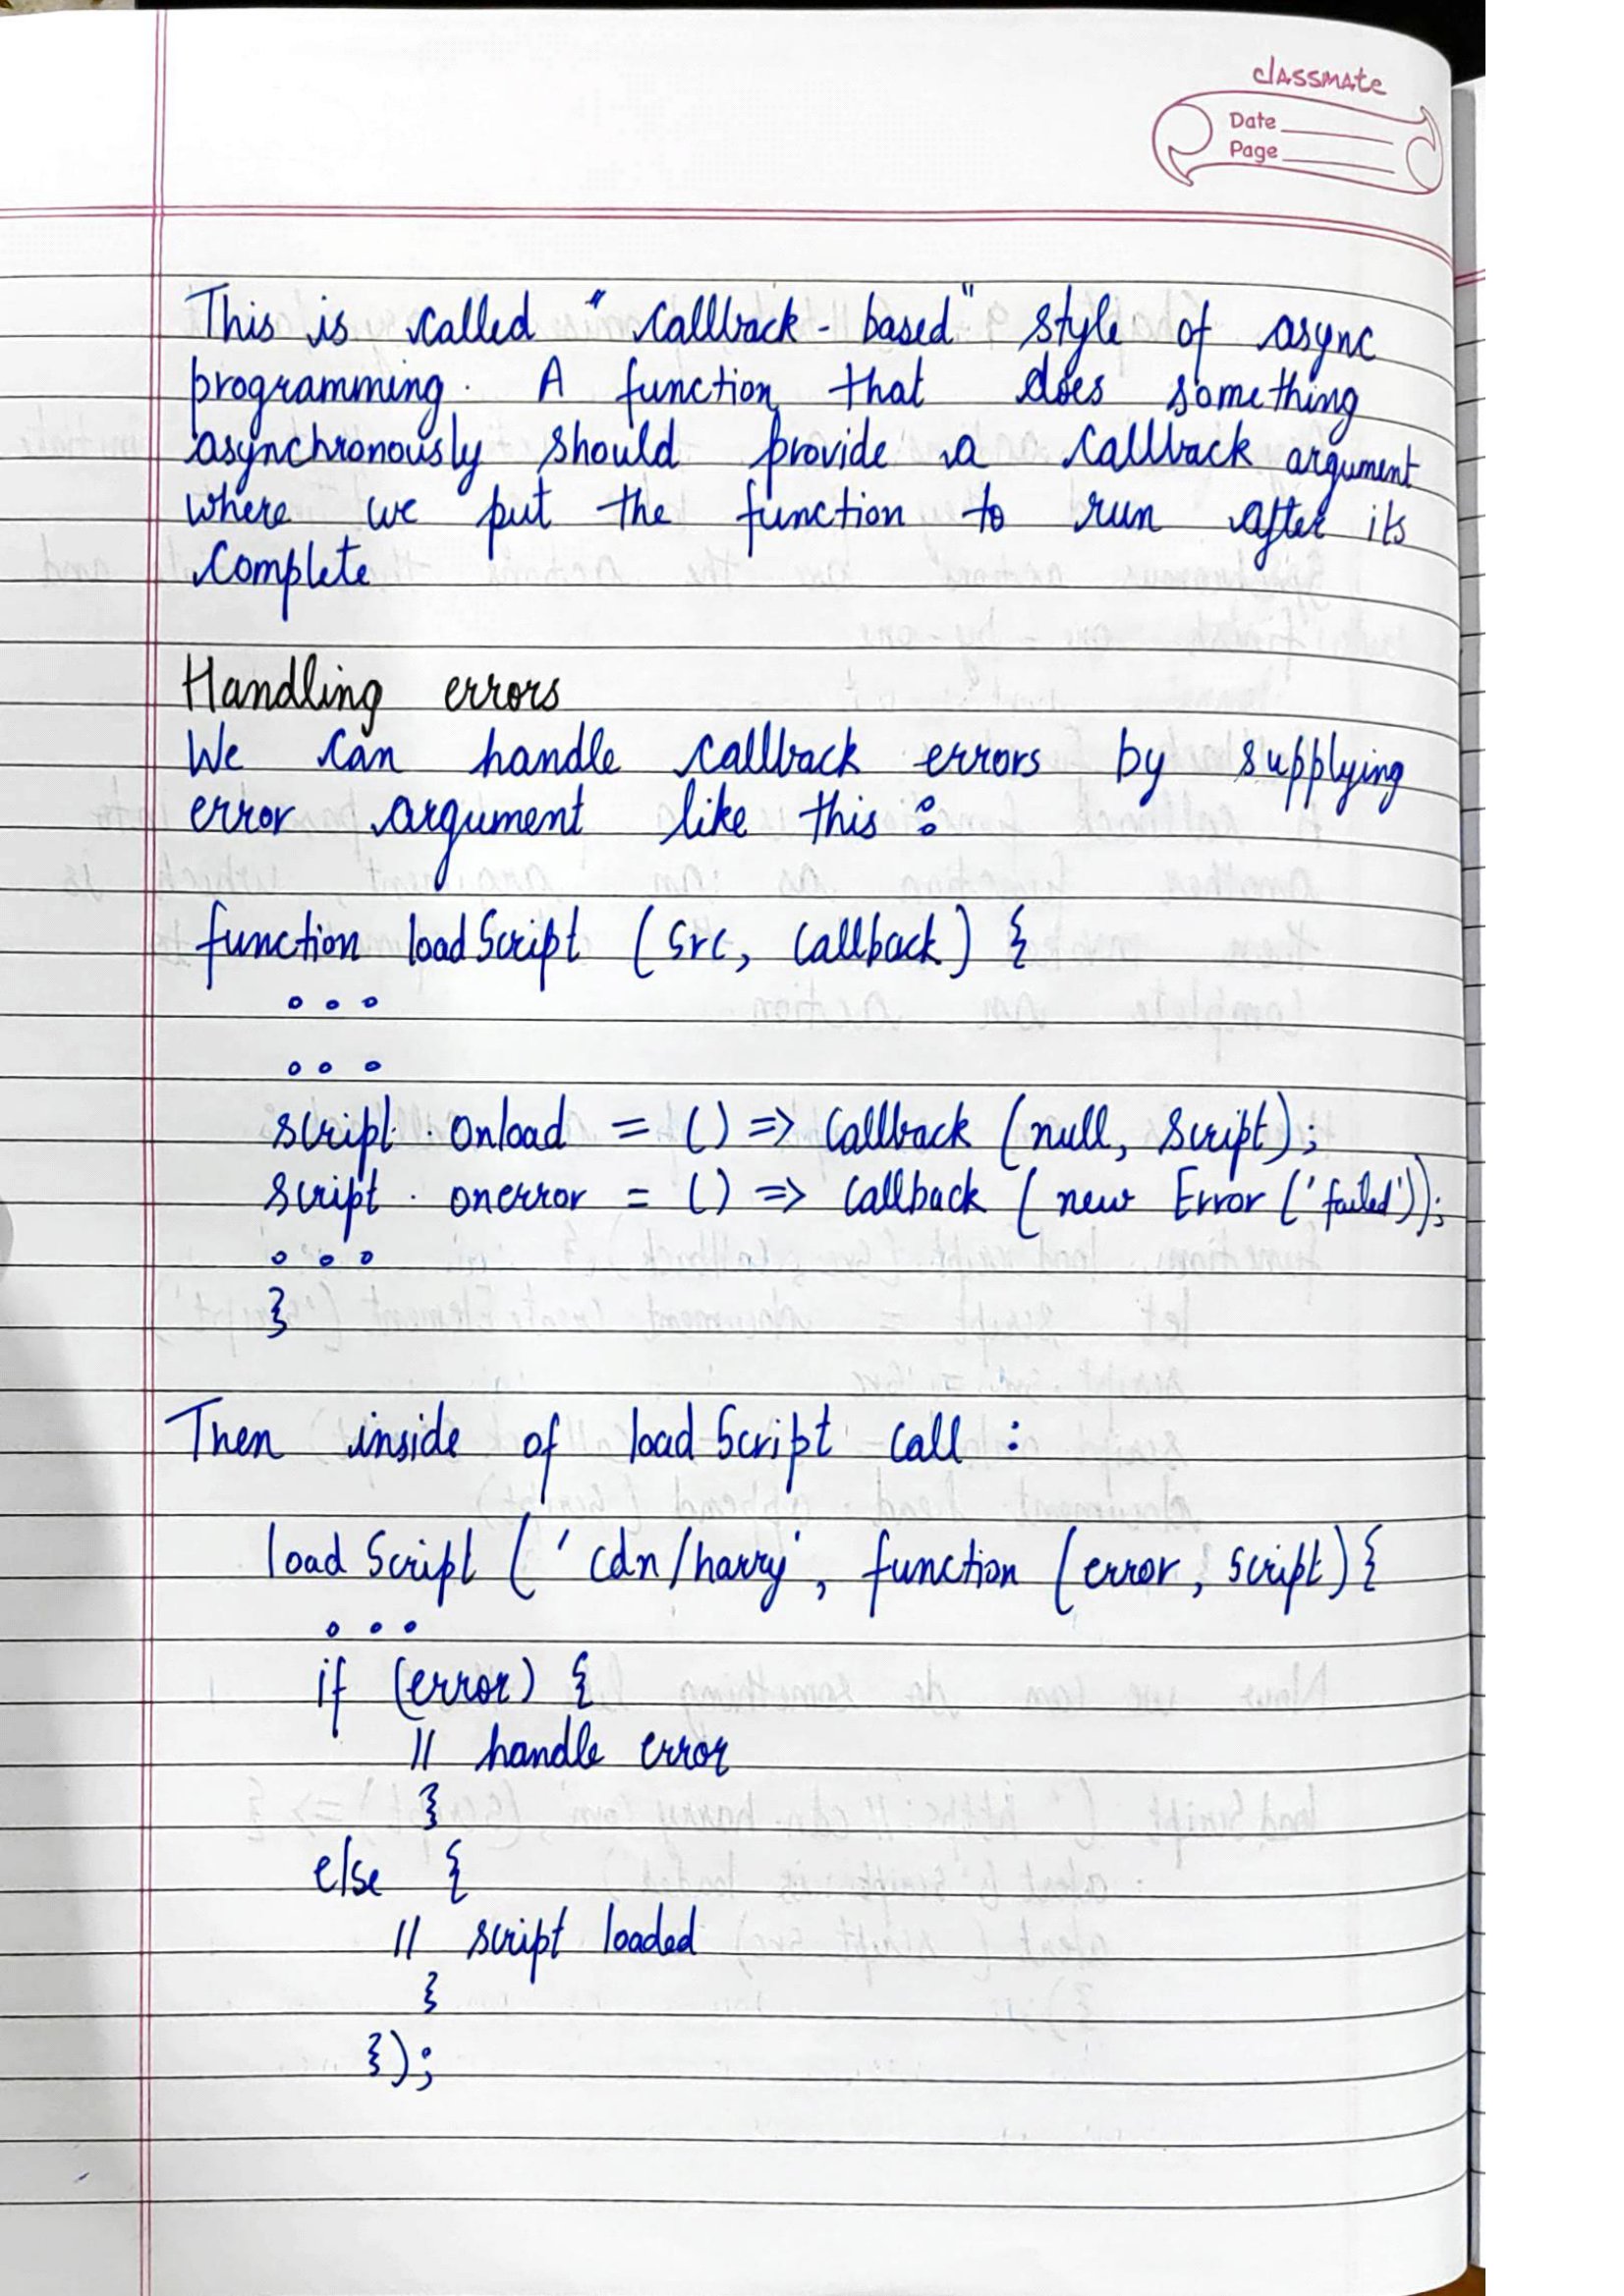 classmate
Date
Page
This is called "callback-based" style of async
programming. A function that does something
asynchronously should provide a callback argument
where we put the function to run after its
complete
Handling errors
We can handle callback errors by supplying
error argument like this :
function loadScript (src, callback) {
...
...
script . onload = () => callback (null, script);
script . onerror = () => callback (new Error ('failed'));
...
}
Then inside of loadScript call :
loadScript ('cdn/harry', function (error, script) {
...
if (error) {
// handle error
}
else {
// script loaded
}
});